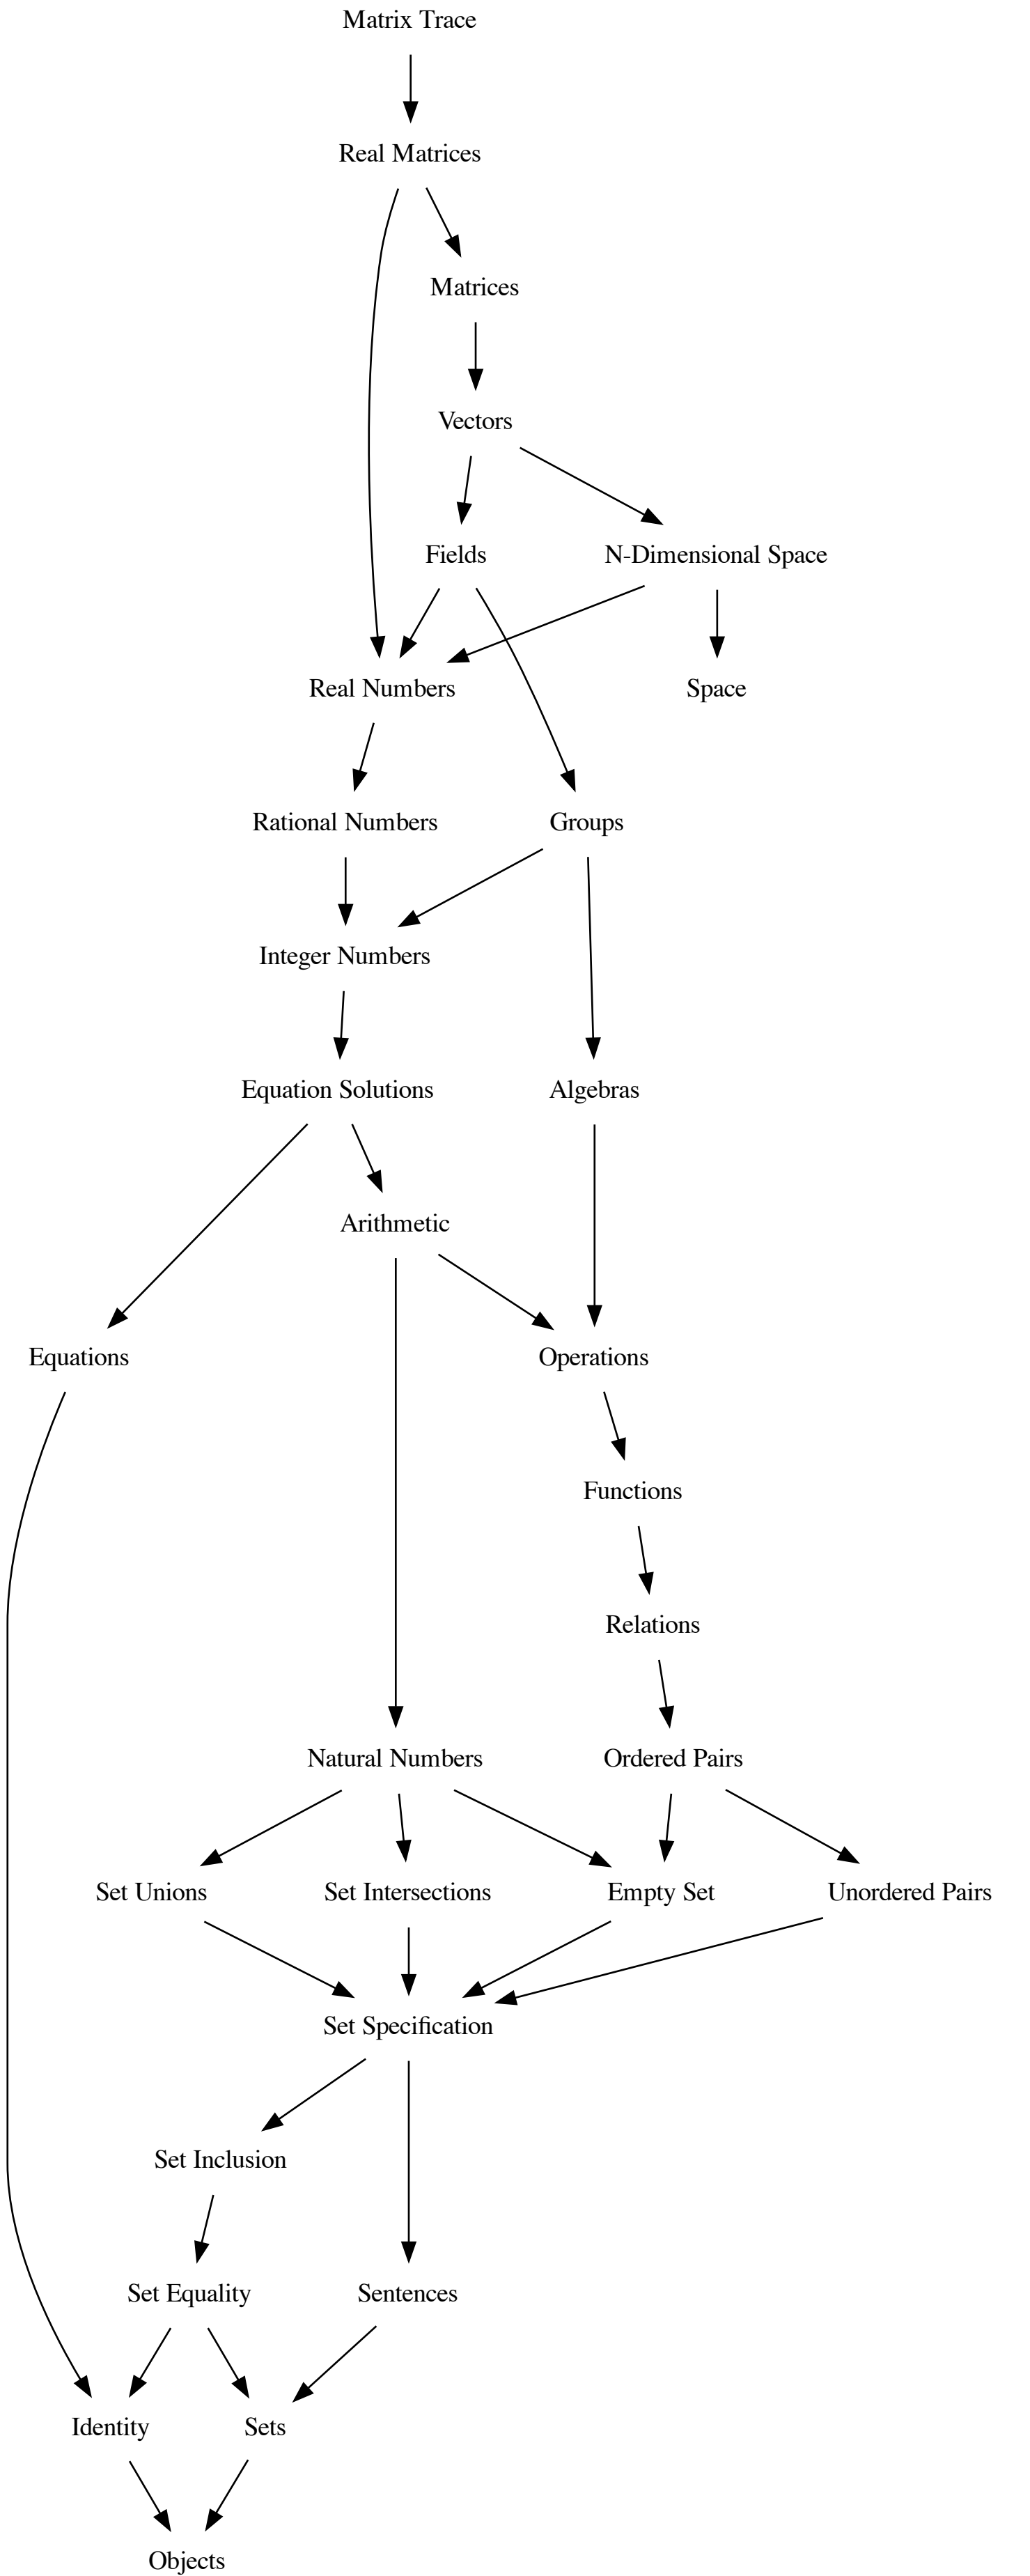 Matrix Trace
Real Matrices
Matrices
Vectors
Fields
N-Dimensional Space
Real Numbers
Space
Rational Numbers
Groups
Integer Numbers
Equation Solutions
Algebras
Arithmetic
Equations
Operations
Functions
Relations
Natural Numbers
Ordered Pairs
Set Unions
Set Intersections
Empty Set
Unordered Pairs
Set Specification
Set Inclusion
Set Equality
Sentences
Identity
Sets
Objects